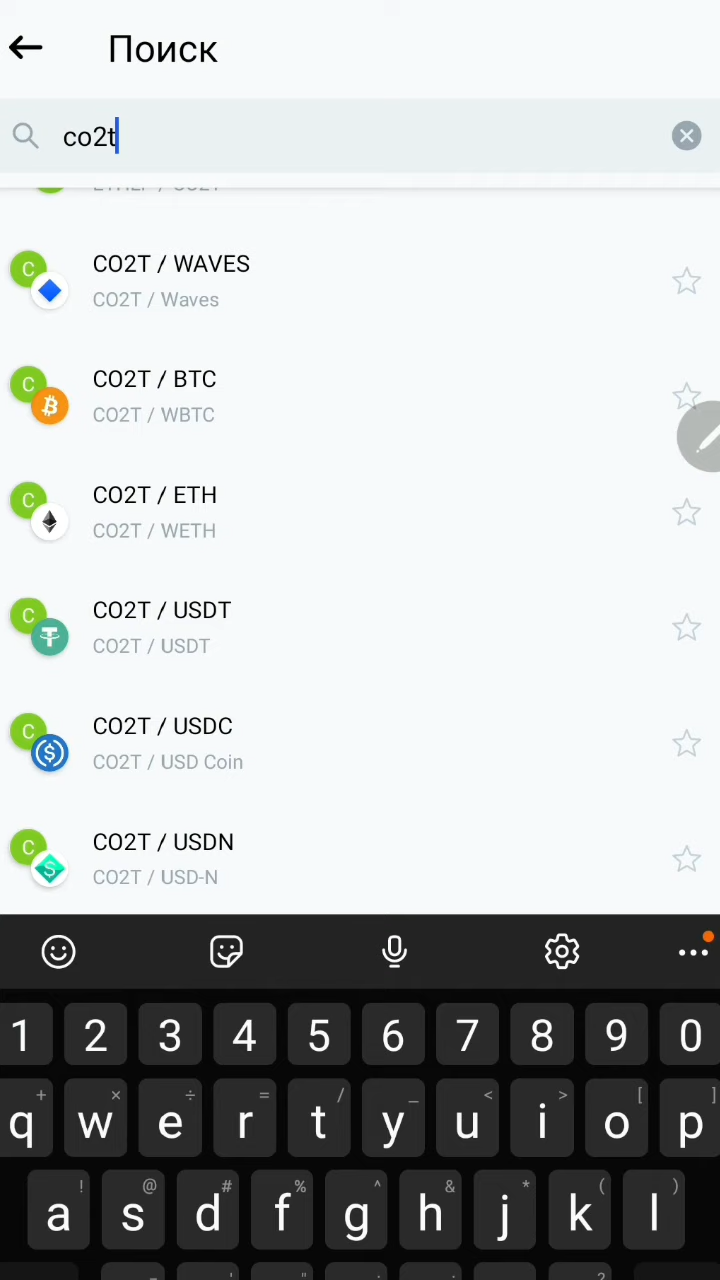 Поиск
co2t
CO2T / WAVES
CO2T / Waves
CO2T / BTC
CO2T / WBTC
CO2T / ETH
CO2T / WETH
CO2T / USDT
CO2T / USDT
CO2T / USDC
CO2T / USD Coin
CO2T / USDN
CO2T / USD-N
1 2 3 4 5 6 7 8 9 0
+ × ÷ = / _ < > [ ]
q w e r t y u i o p
! @ # % ^ & * ( )
a s d f g h j k l